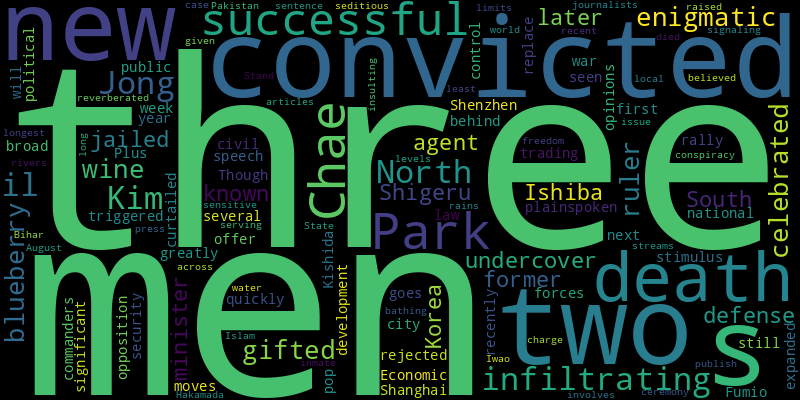 case Pakistan sentence seditious limits journalists raised
new successful later enigmatic
world signaling
replace recent died
will political Jong public convicted control war seen Stand given insulting least local believed
reverberated articles
three
week year Shenzhen opinions first
longest long broad jailed Plus civil chae agent behind issue celebrated
speech freedom rally
rivers wine Though North levels trading conspiracy
il Kim known Shigeru Ishiba ruler South
blueberry triggered curtailed several sensitive Park law plainspoken national
Bihar press offer serving State rains
August greatly next streams
men across Kishida undercover stimulus
water former death
minister quickly development goes recently forces
commanders significant opposition security bathing city Korea two defense
Islam charge s still expanded
gifted rejected Iwao publish
inmate pop Economic infiltrating
moves Hakamada Shanghai involves ceremony Fumio